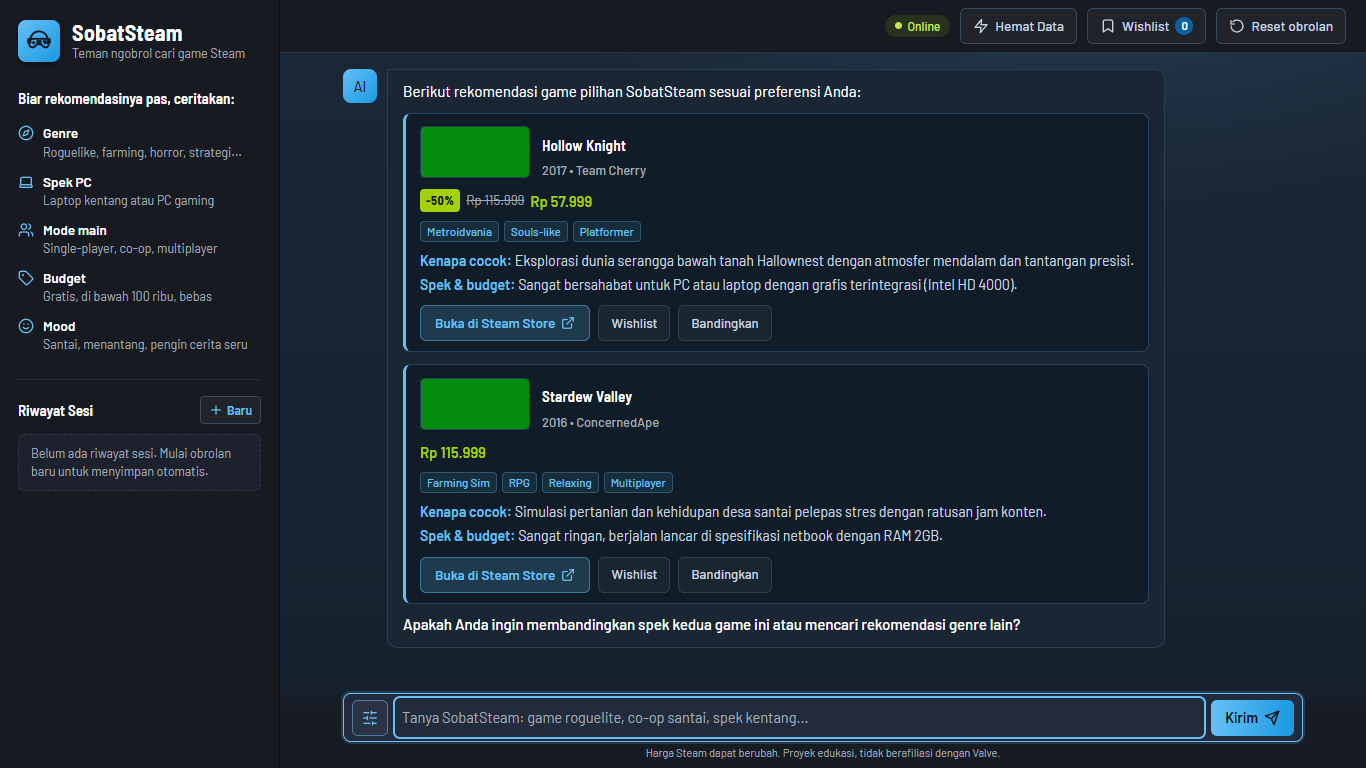 SobatSteam
Teman ngobrol cari game Steam
Biar rekomendasinya pas, ceritakan:
Genre
Roguelike, farming, horror, strategi...
Spek PC
Laptop kentang atau PC gaming
Mode main
Single-player, co-op, multiplayer
Budget
Gratis, di bawah 100 ribu, bebas
Mood
Santai, menantang, pengin cerita seru
Riwayat Sesi
Baru
Belum ada riwayat sesi. Mulai obrolan
baru untuk menyimpan otomatis.
Online
Hemat Data
Wishlist 0
Reset obrolan
AI
Berikut rekomendasi game pilihan SobatSteam sesuai preferensi Anda:
Hollow Knight
2017 • Team Cherry
-50% Rp 115.999 Rp 57.999
Metroidvania Souls-like Platformer
Kenapa cocok: Eksplorasi dunia serangga bawah tanah Hallownest dengan atmosfer mendalam dan tantangan presisi.
Spek & budget: Sangat bersahabat untuk PC atau laptop dengan grafis terintegrasi (Intel HD 4000).
Buka di Steam Store Wishlist Bandingkan
Stardew Valley
2016 • ConcernedApe
Rp 115.999
Farming Sim RPG Relaxing Multiplayer
Kenapa cocok: Simulasi pertanian dan kehidupan desa santai pelepas stres dengan ratusan jam konten.
Spek & budget: Sangat ringan, berjalan lancar di spesifikasi netbook dengan RAM 2GB.
Buka di Steam Store Wishlist Bandingkan
Apakah Anda ingin membandingkan spek kedua game ini atau mencari rekomendasi genre lain?
Tanya SobatSteam: game roguelite, co-op santai, spek kentang...
Kirim
Harga Steam dapat berubah. Proyek edukasi, tidak berafiliasi dengan Valve.